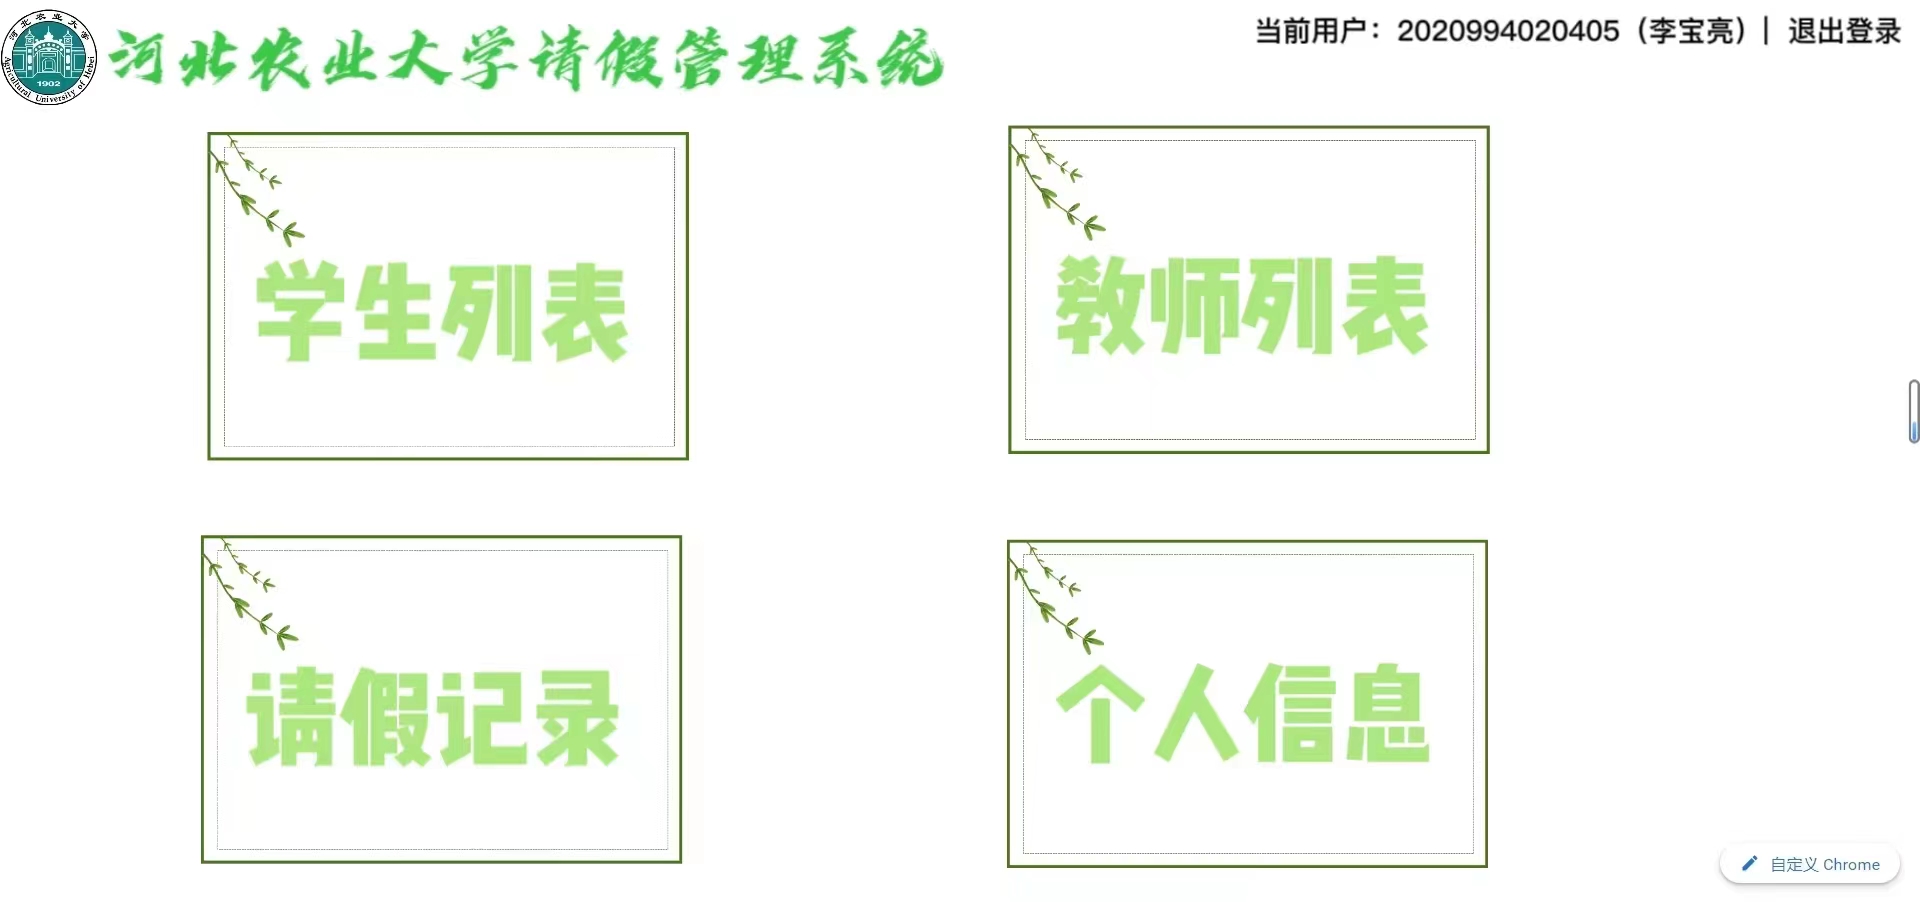 河北农业大学
1902
Agricultural University of Hebei
河北农业大学请假管理系统
当前用户：2020994020405（李宝亮）| 退出登录
学生列表
教师列表
请假记录
个人信息
自定义 Chrome